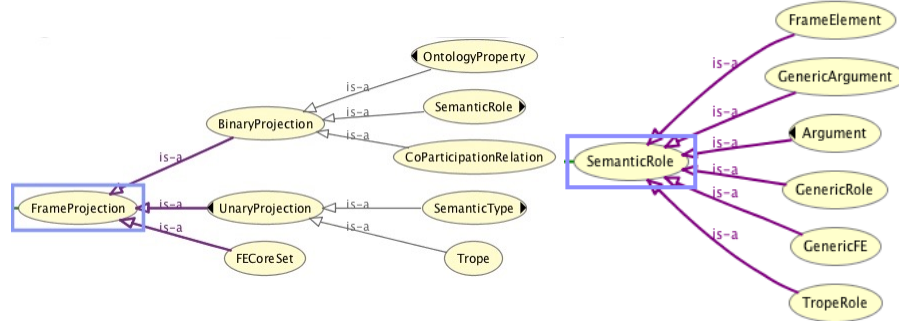 OntologyProperty
is-a
BinaryProjection
is-a
SemanticRole
is-a
CoParticipationRelation
is-a
FrameProjection
is-a
UnaryProjection
is-a
SemanticType
is-a
is-a
FECoreSet
Trope
FrameElement
is-a
GenericArgument
is-a
Argument
is-a
SemanticRole
is-a
GenericRole
is-a
GenericFE
is-a
TropeRole